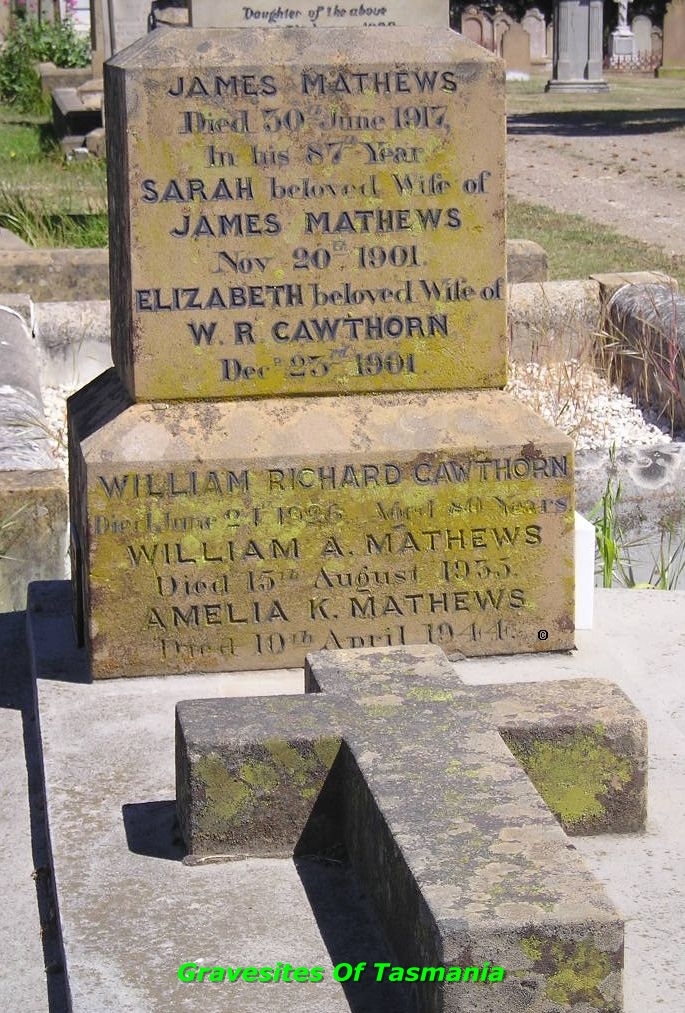 Daughter of the above
JAMES MATHEWS
Died 30th June 1917,
In his 87th Year
SARAH beloved Wife of
JAMES MATHEWS
Nov 20th 1901.
ELIZABETH beloved Wife of
W. R CAWTHORN
Decr 23rd 1901.
WILLIAM RICHARD CAWTHORN
Died June 21 1926 Aged 80 Years
WILLIAM A. MATHEWS
Died 15th August 1935.
AMELIA K. MATHEWS
Died 10th April 1944.
Gravesites Of Tasmania